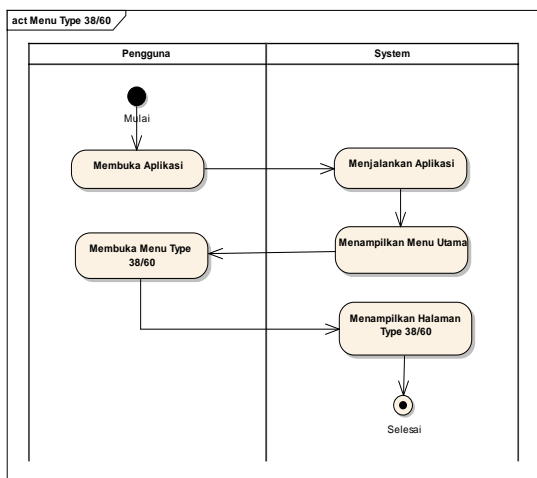 act Menu Type 38/60
Pengguna
System
Mulai
Membuka Aplikasi
Menjalankan Aplikasi
Menampilkan Menu Utama
Membuka Menu Type
38/60
Menampilkan Halaman
Type 38/60
Selesai